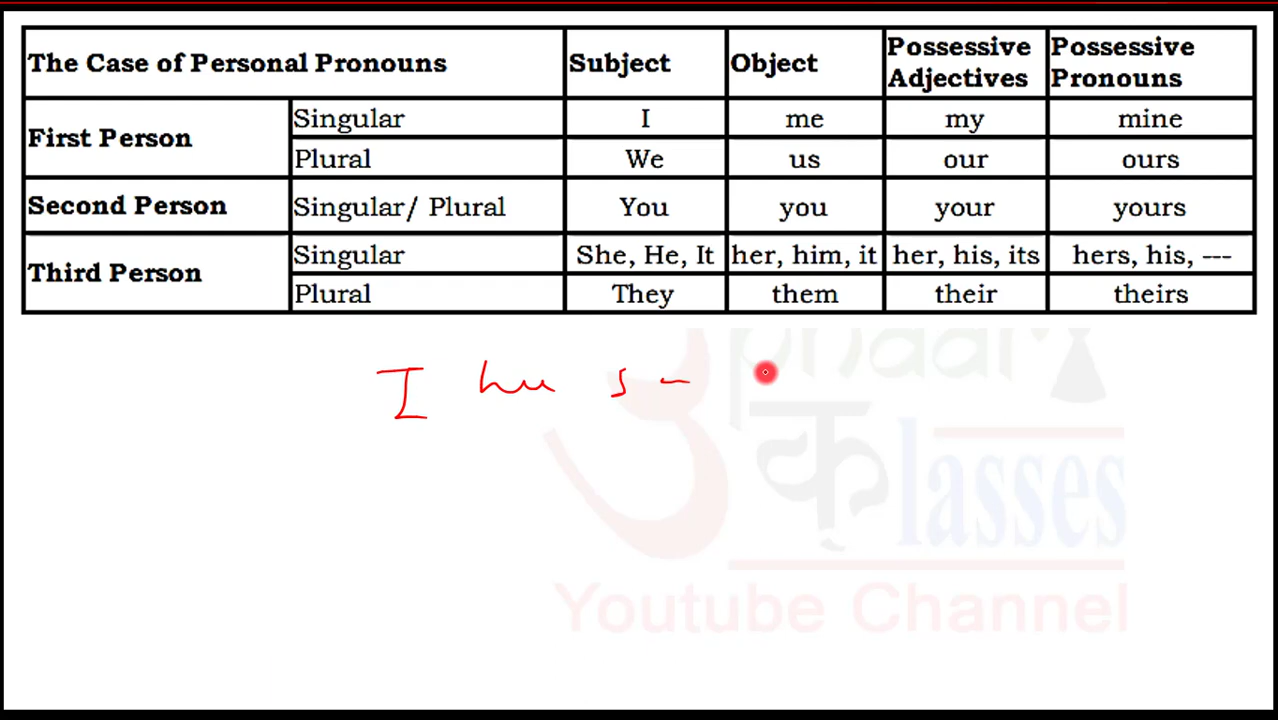 The Case of Personal Pronouns Subject Object Possessive Adjectives Possessive Pronouns
First Person Singular I me my mine
Plural We us our ours
Second Person Singular/ Plural You you your yours
Third Person Singular She, He, It her, him, it her, his, its hers, his, ---
Plural They them their theirs
I
क
lasses
Youtube Channel